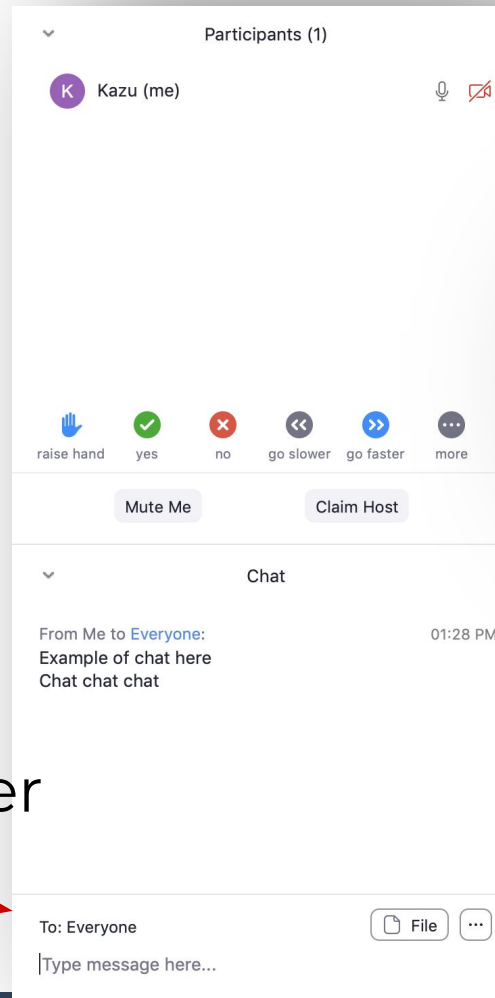 Participants (1)
K Kazu (me)
raise hand yes no go slower go faster more
Mute Me Claim Host
Chat
From Me to Everyone: 01:28 PM
Example of chat here
Chat chat chat
er
To: Everyone File
Type message here...